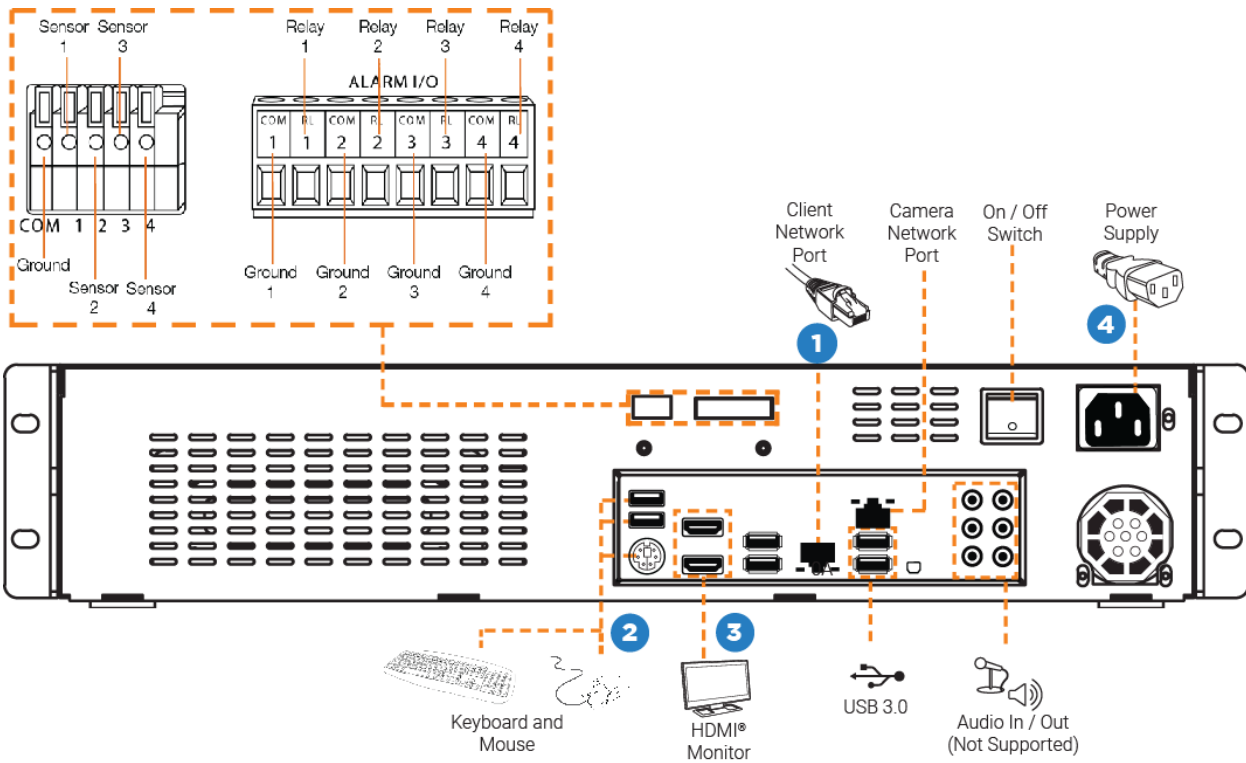 Sensor Sensor
1 3
Relay Relay Relay Relay
1 2 3 4
ALARM I/O
COM RL COM RL COM RL COM RL
1 1 2 2 3 3 4 4
COM 1 2 3 4
Ground
Sensor Sensor
2 4
Ground Ground Ground Ground
1 2 3 4
Client
Network
Port
Camera
Network
Port
On / Off
Switch
Power
Supply
1
4
2
3
Keyboard and
Mouse
HDMI®
Monitor
USB 3.0
Audio In / Out
(Not Supported)